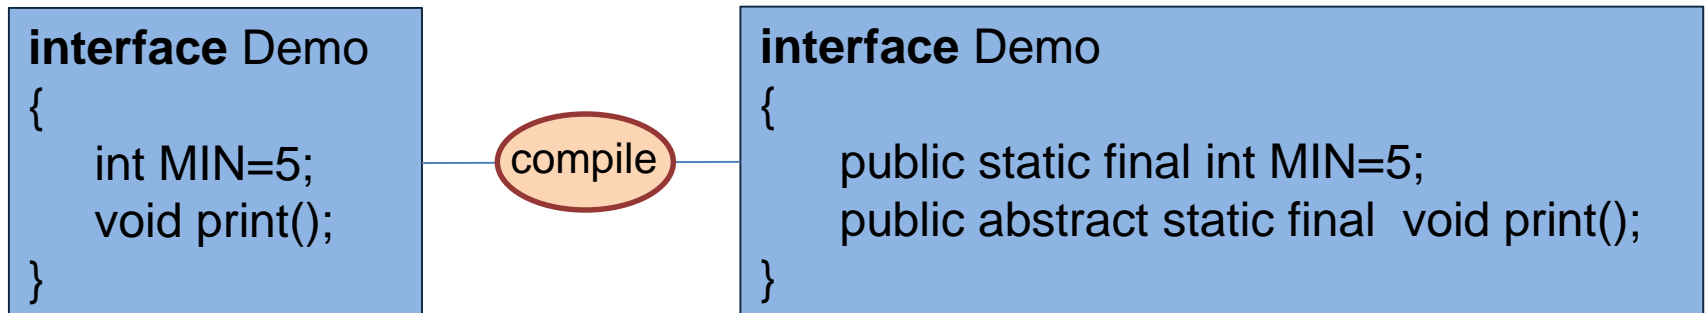 interface Demo
{
int MIN=5;
void print();
}
compile
interface Demo
{
public static final int MIN=5;
public abstract static final  void print();
}